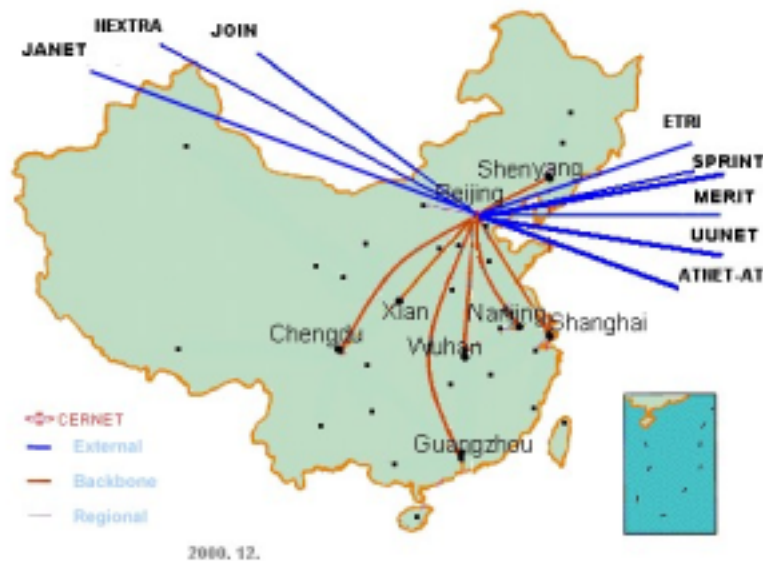 NEXTRA
JOIN
JANET
ETRI
SPRINT
Shenyang
Beijing
MERIT
UUNET
ATNET-AT
Xian
Nanjing
Shanghai
Chengdu
Wuhan
CERNET
External
Guangzhou
Backbone
Regional
2000. 12.